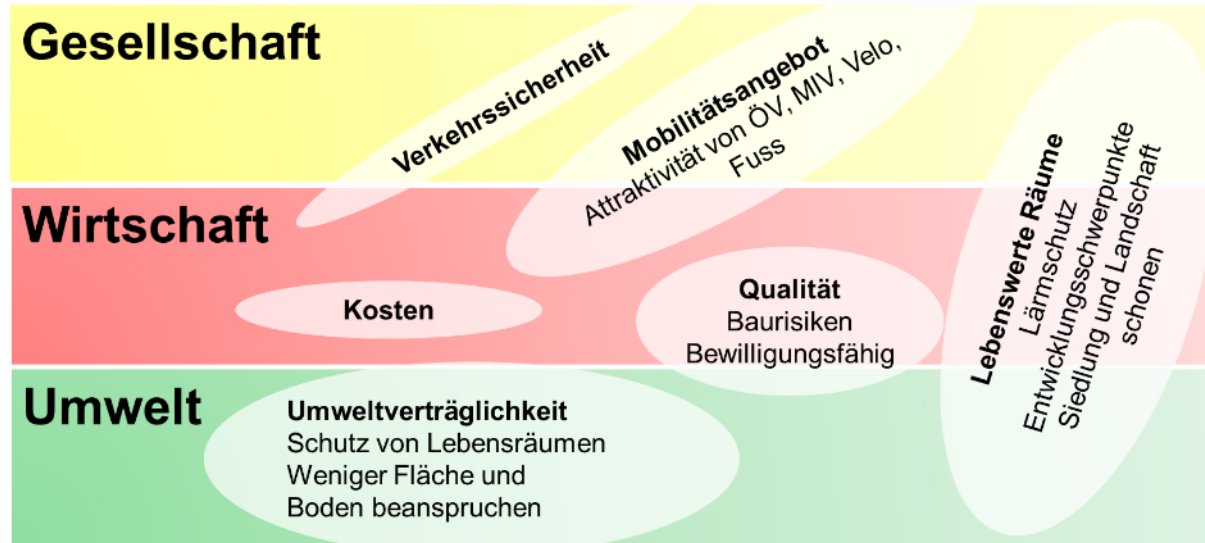 Gesellschaft
Verkehrssicherheit
Mobilitätsangebot
Attraktivität von ÖV, MIV, Velo,
Fuss
Wirtschaft
Kosten
Qualität
Baurisiken
Bewilligungsfähig
Lebenswerte Räume
Lärmschutz
Entwicklungsschwerpunkte
Siedlung und Landschaft
schonen
Umwelt
Umweltverträglichkeit
Schutz von Lebensräumen
Weniger Fläche und
Boden beanspruchen